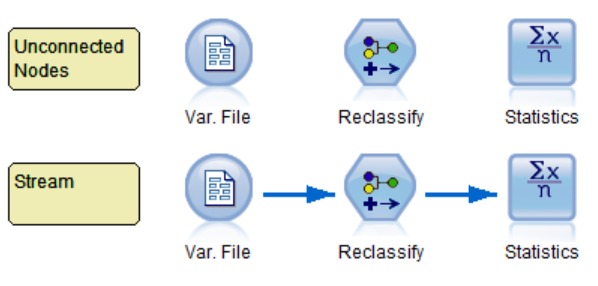 Unconnected
Nodes
Σx
n
Var. File
Reclassify
Statistics
Stream
Σx
n
Var. File
Reclassify
Statistics